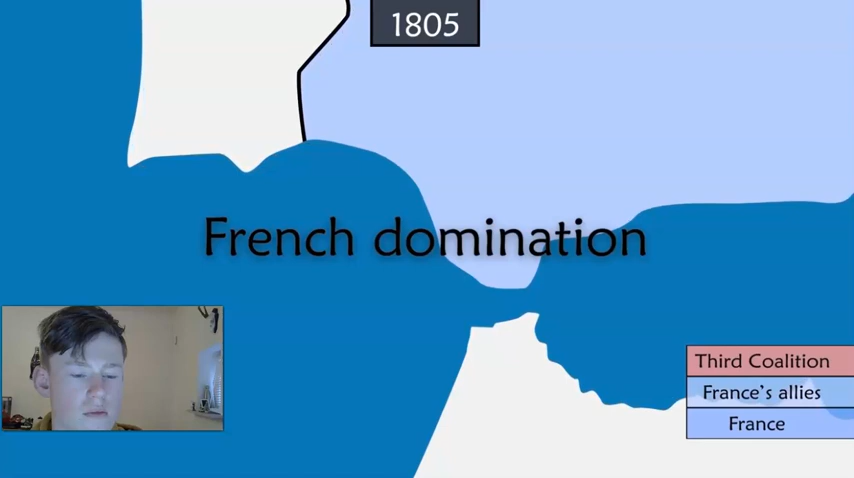 1805
French domination
Third Coalition
France's allies
France